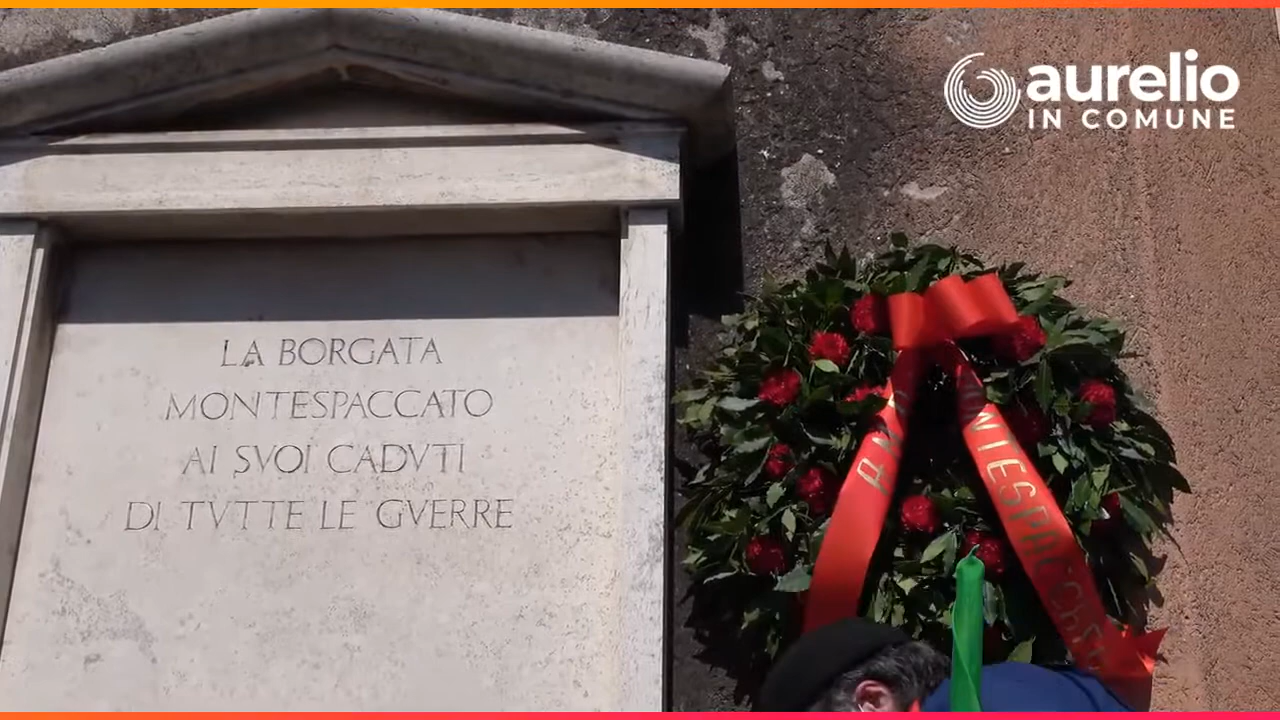 aurelio
IN COMUNE
LA BORGATA
MONTESPACCATO
AI SVOI CADVTI
DI TVTTE LE GVERRE